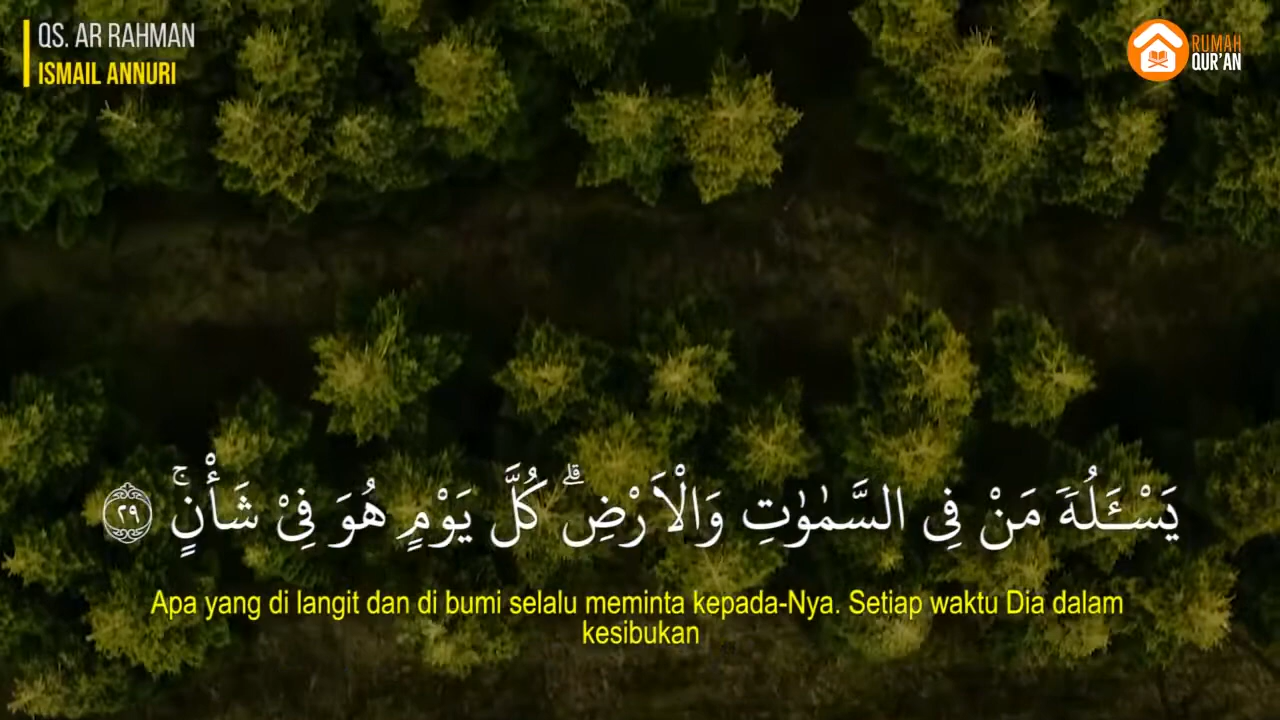 QS. AR RAHMAN
ISMAIL ANNURI
RUMAH
QUR'AN
يَسْـَٔلُهٗ مَنْ فِى السَّمٰوٰتِ وَالْاَرْضِۗ كُلَّ يَوْمٍ هُوَ فِيْ شَأْنٍۚ ۝٢٩
Apa yang di langit dan di bumi selalu meminta kepada-Nya. Setiap waktu Dia dalam
kesibukan